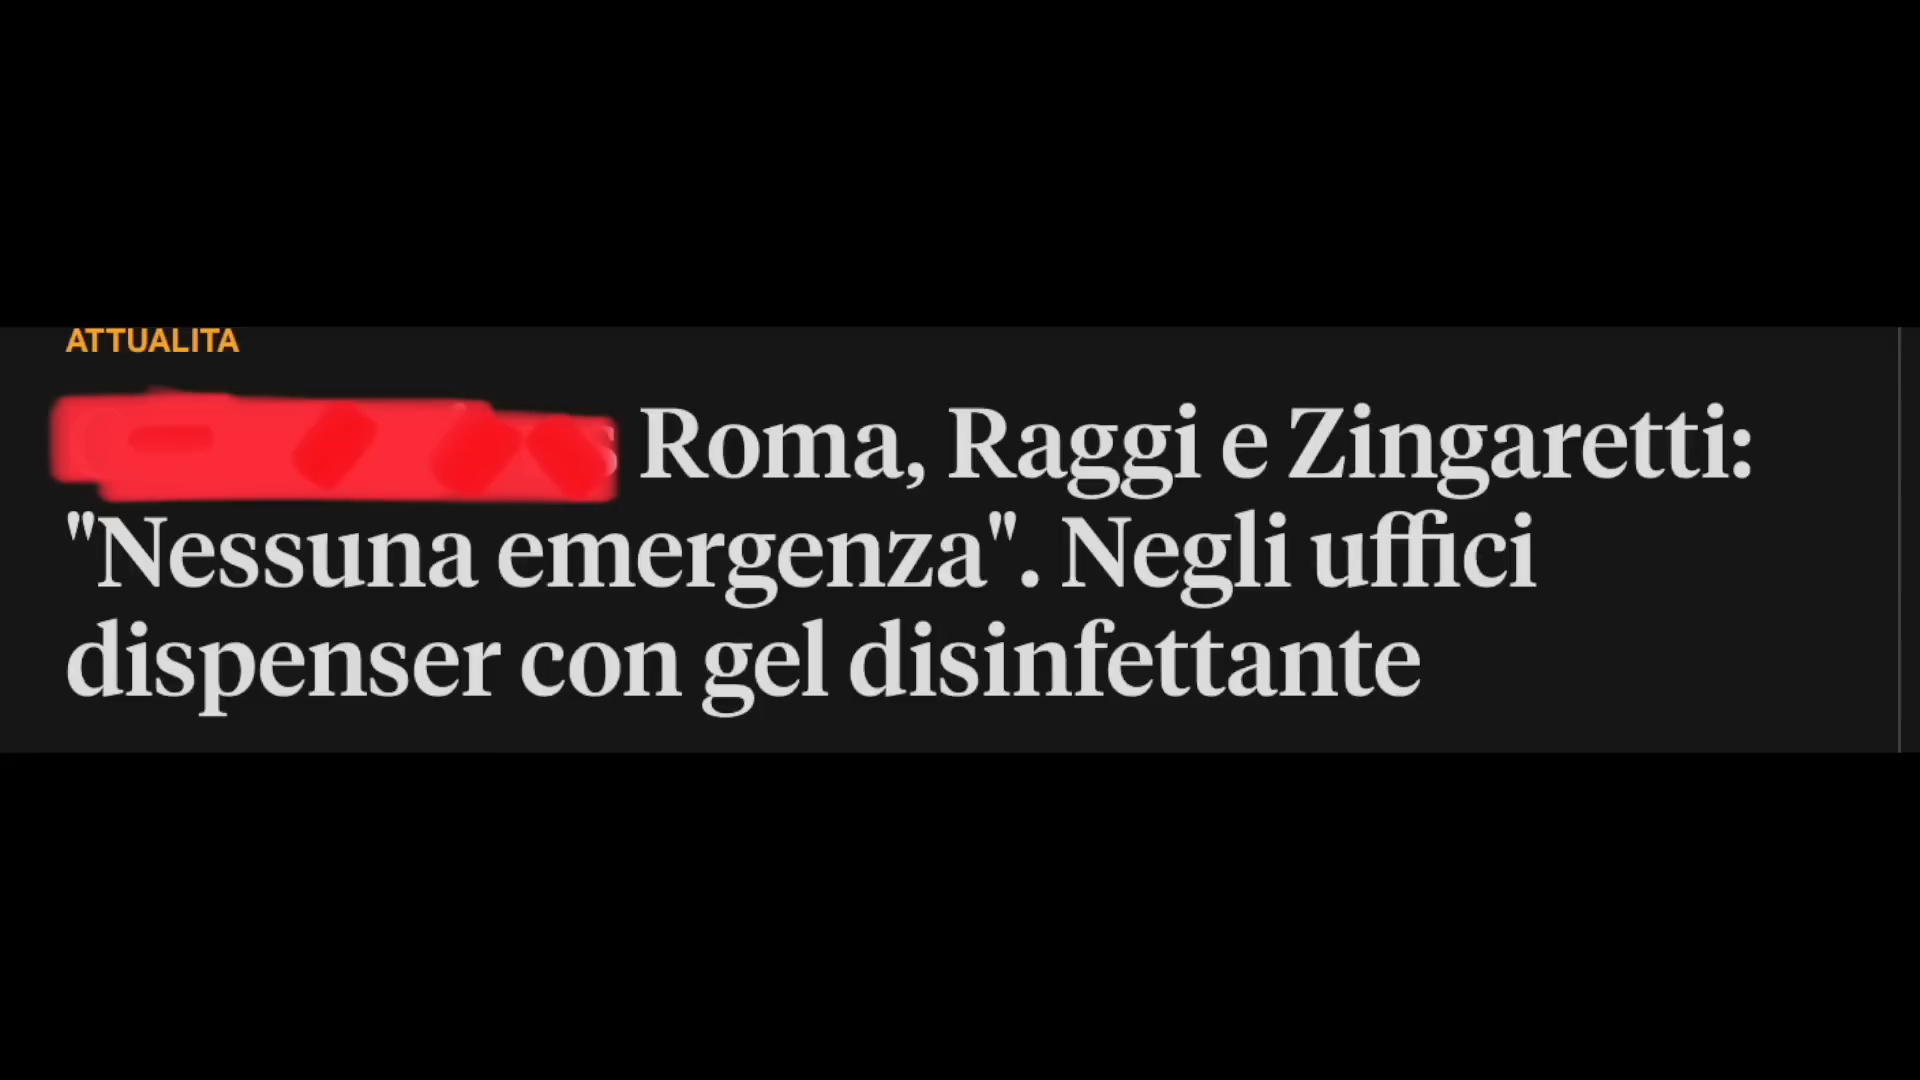 ATTUALITA
Roma, Raggi e Zingaretti:
"Nessuna emergenza". Negli uffici
dispenser con gel disinfettante